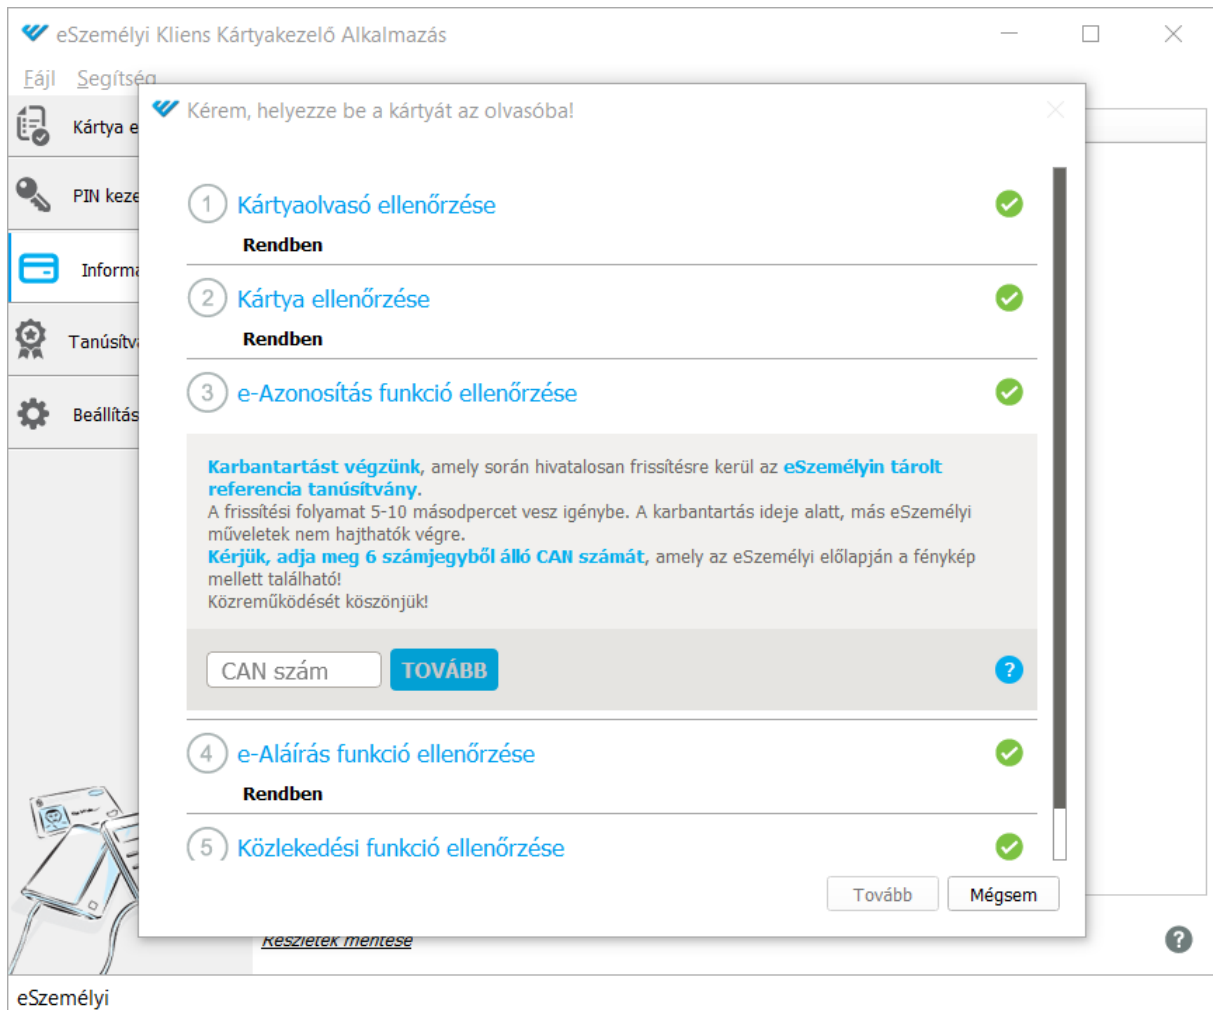 eSzemélyi Kliens Kártyakezelő Alkalmazás
Fájl Segítség
Kérem, helyezze be a kártyát az olvasóba!
Kártya e
PIN keze
Informa
Tanúsítvá
Beállítás
1 Kártyaolvasó ellenőrzése
Rendben
2 Kártya ellenőrzése
Rendben
3 e-Azonosítás funkció ellenőrzése
Karbantartást végzünk, amely során hivatalosan frissítésre kerül az eSzemélyin tárolt
referencia tanúsítvány.
A frissítési folyamat 5-10 másodpercet vesz igénybe. A karbantartás ideje alatt, más eSzemélyi
műveletek nem hajthatók végre.
Kérjük, adja meg 6 számjegyből álló CAN számát, amely az eSzemélyi előlapján a fénykép
mellett található!
Közreműködését köszönjük!
CAN szám TOVÁBB ?
4 e-Aláírás funkció ellenőrzése
Rendben
5 Közlekedési funkció ellenőrzése
Tovább Mégsem
Részletek mentése ?
eSzemélyi